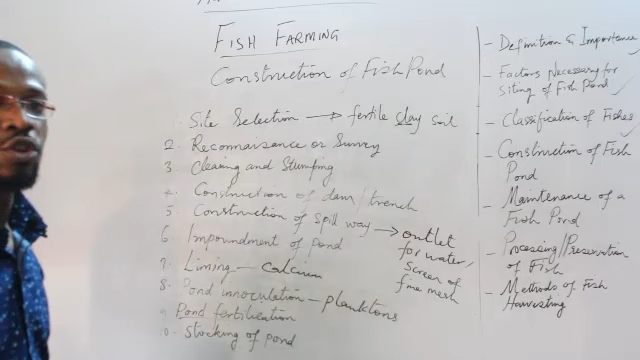 FISH FARMING
Construction of Fish Pond
Site Selection → fertile clay soil
2. Reconnaisance or Survey
3. Clearing and Stumping
4. Construction of dam/trench
5 Construction of Spill way → outlet for water/ screen of fine mesh
6 Impoundment of pond
7. Liming – calcium
8. Pond innoculation – planktons
9 Pond fertilization
10. Stocking of pond
- Definition & Importance ✓
- Factors Necessary for
Siting of Fish Pond ✓
- Classification of Fishes
- Construction of Fish
Pond
- Maintenance of a
Fish Pond
- Processing/Preservation
of Fish
- Methods of Fish
Harvesting